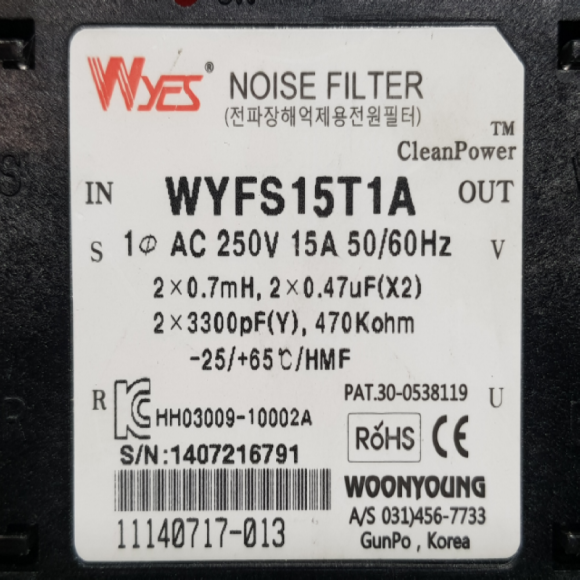 WYES® NOISE FILTER
(전파장해억제용전원필터)
CleanPower™
IN WYFS15T1A OUT
S 1Φ AC 250V 15A 50/60Hz V
2×0.7mH, 2×0.47uF(X2)
2×3300pF(Y), 470Kohm
-25/+65℃/HMF
R HH03009-10002A PAT.30-0538119 U
RoHS CE
S/N:1407216791
WOONYOUNG
11140717-013 A/S 031)456-7733
GunPo , Korea